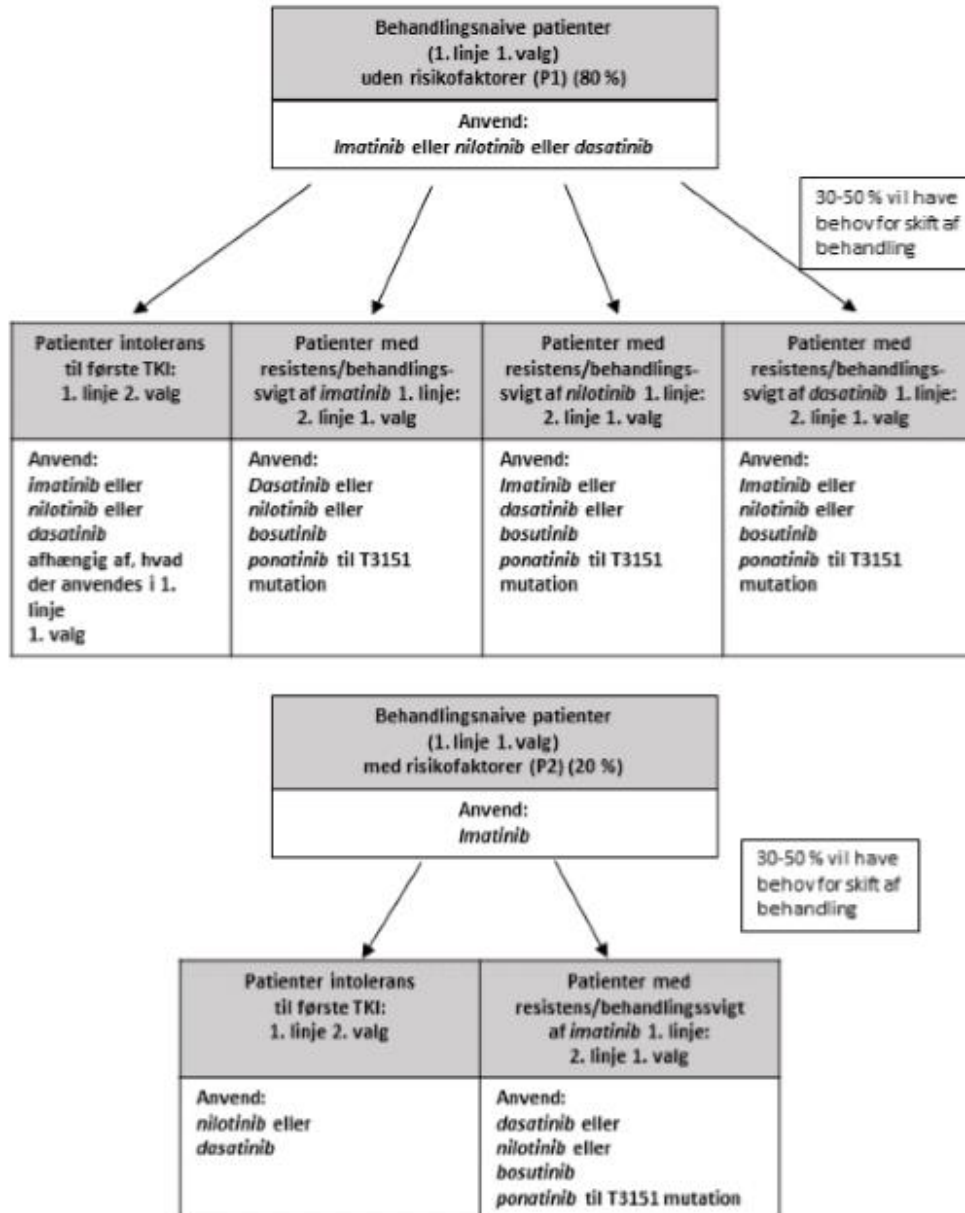 Behandlingsnaive patienter
(1. linje 1. valg)
uden risikofaktorer (P1) (80 %)
Anvend:
Imatinib eller nilotinib eller dasatinib
30-50 % vil have
behov for skift af
behandling
Patienter intolerans
til første TKI:
1. linje 2. valg
Anvend:
imatinib eller
nilotinib eller
dasatinib
afhængig af, hvad
der anvendes i 1.
linje
1. valg
Patienter med
resistens/behandlings-
svigt af imatinib 1. linje:
2. linje 1. valg
Anvend:
Dasatinib eller
nilotinib eller
bosutinib
ponatinib til T3151
mutation
Patienter med
resistens/behandlings-
svigt af nilotinib 1. linje:
2. linje 1. valg
Anvend:
Imatinib eller
dasatinib eller
bosutinib
ponatinib til T3151
mutation
Patienter med
resistens/behandlings-
svigt af dasatinib 1. linje:
2. linje 1. valg
Anvend:
Imatinib eller
nilotinib eller
bosutinib
ponatinib til T3151
mutation
Behandlingsnaive patienter
(1. linje 1. valg)
med risikofaktorer (P2) (20 %)
Anvend:
Imatinib
30-50 % vil have
behov for skift af
behandling
Patienter intolerans
til første TKI:
1. linje 2. valg
Anvend:
nilotinib eller
dasatinib
Patienter med
resistens/behandlingssvigt
af imatinib 1. linje:
2. linje 1. valg
Anvend:
dasatinib eller
nilotinib eller
bosutinib
ponatinib til T3151 mutation